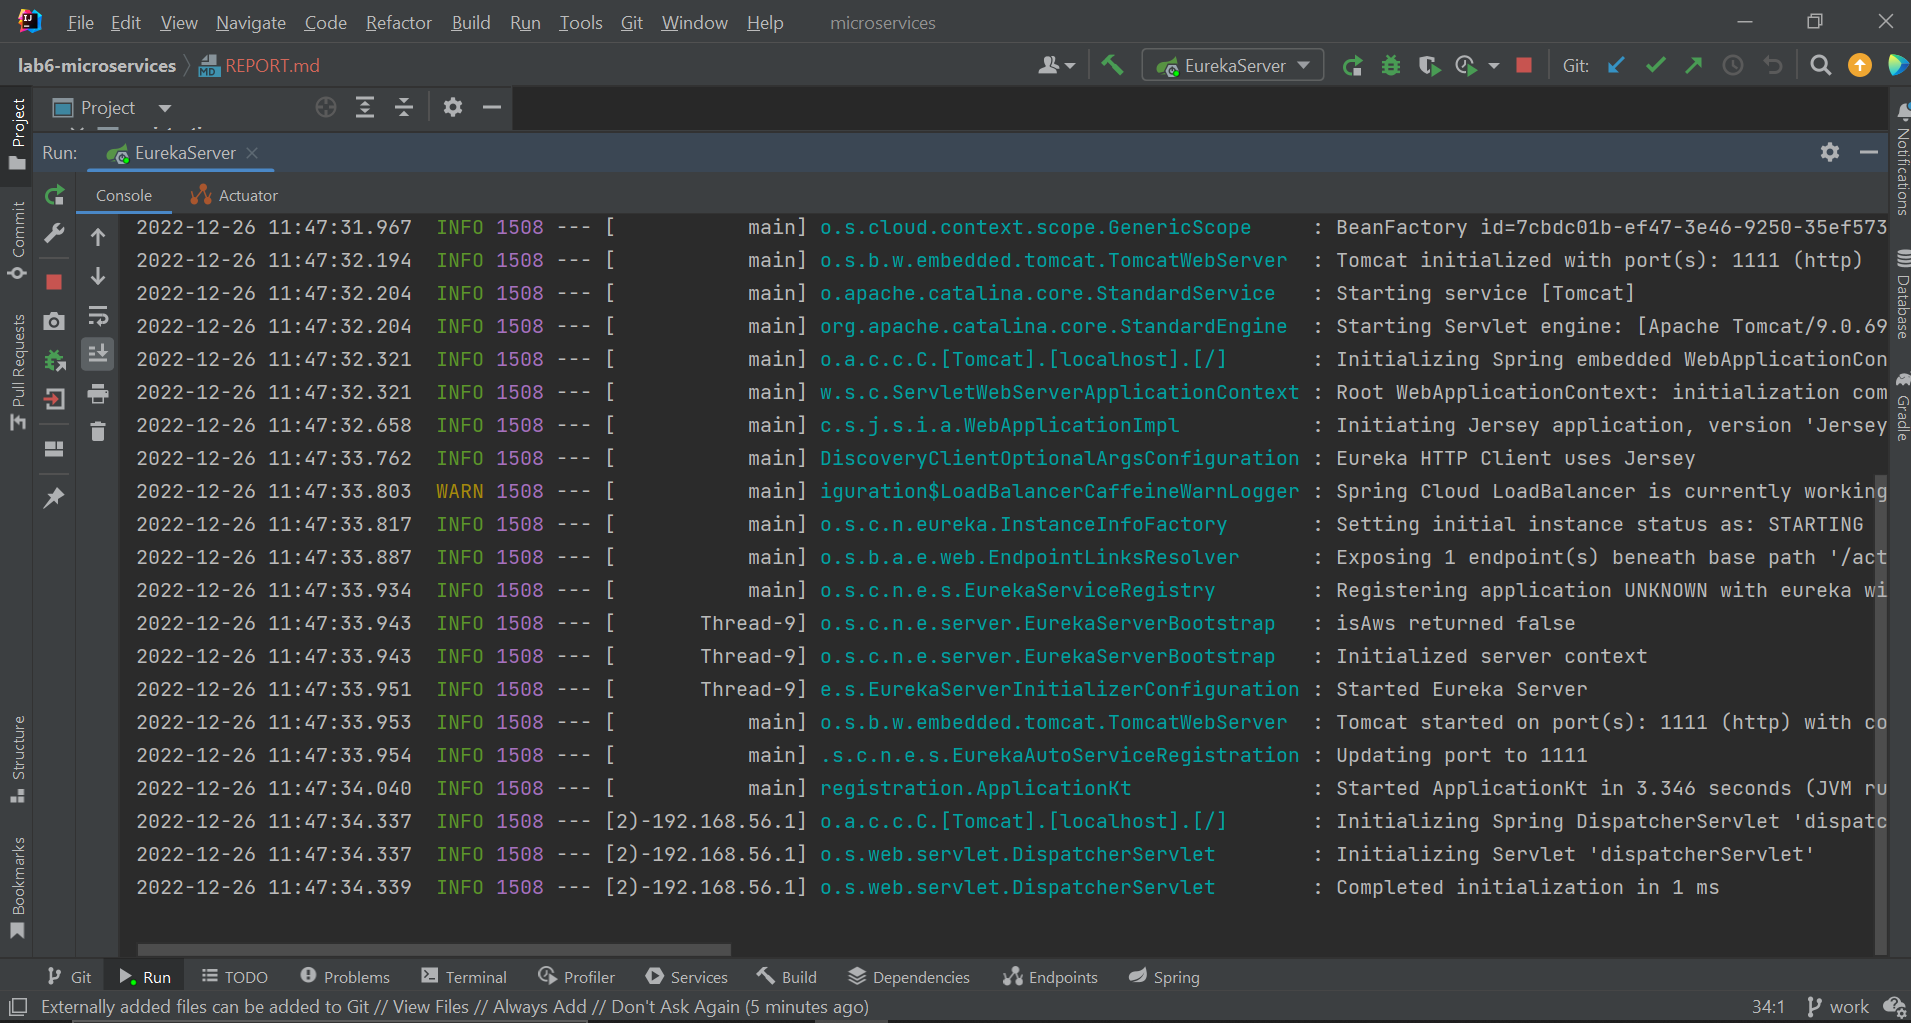 File Edit View Navigate Code Refactor Build Run Tools Git Window Help microservices
lab6-microservices REPORT.md EurekaServer Git:
Project
Run: EurekaServer
Console Actuator
2022-12-26 11:47:31.967 INFO 1508 --- [ main] o.s.cloud.context.scope.GenericScope : BeanFactory id=7cbdc01b-ef47-3e46-9250-35ef573
2022-12-26 11:47:32.194 INFO 1508 --- [ main] o.s.b.w.embedded.tomcat.TomcatWebServer : Tomcat initialized with port(s): 1111 (http)
2022-12-26 11:47:32.204 INFO 1508 --- [ main] o.apache.catalina.core.StandardService : Starting service [Tomcat]
2022-12-26 11:47:32.204 INFO 1508 --- [ main] org.apache.catalina.core.StandardEngine : Starting Servlet engine: [Apache Tomcat/9.0.69
2022-12-26 11:47:32.321 INFO 1508 --- [ main] o.a.c.c.C.[Tomcat].[localhost].[/] : Initializing Spring embedded WebApplicationCon
2022-12-26 11:47:32.321 INFO 1508 --- [ main] w.s.c.ServletWebServerApplicationContext : Root WebApplicationContext: initialization com
2022-12-26 11:47:32.658 INFO 1508 --- [ main] c.s.j.s.i.a.WebApplicationImpl : Initiating Jersey application, version 'Jersey
2022-12-26 11:47:33.762 INFO 1508 --- [ main] DiscoveryClientOptionalArgsConfiguration : Eureka HTTP Client uses Jersey
2022-12-26 11:47:33.803 WARN 1508 --- [ main] iguration$LoadBalancerCaffeineWarnLogger : Spring Cloud LoadBalancer is currently working
2022-12-26 11:47:33.817 INFO 1508 --- [ main] o.s.c.n.eureka.InstanceInfoFactory : Setting initial instance status as: STARTING
2022-12-26 11:47:33.887 INFO 1508 --- [ main] o.s.b.a.e.web.EndpointLinksResolver : Exposing 1 endpoint(s) beneath base path '/act
2022-12-26 11:47:33.934 INFO 1508 --- [ main] o.s.c.n.e.s.EurekaServiceRegistry : Registering application UNKNOWN with eureka wi
2022-12-26 11:47:33.943 INFO 1508 --- [ Thread-9] o.s.c.n.e.server.EurekaServerBootstrap : isAws returned false
2022-12-26 11:47:33.943 INFO 1508 --- [ Thread-9] o.s.c.n.e.server.EurekaServerBootstrap : Initialized server context
2022-12-26 11:47:33.951 INFO 1508 --- [ Thread-9] e.s.EurekaServerInitializerConfiguration : Started Eureka Server
2022-12-26 11:47:33.953 INFO 1508 --- [ main] o.s.b.w.embedded.tomcat.TomcatWebServer : Tomcat started on port(s): 1111 (http) with co
2022-12-26 11:47:33.954 INFO 1508 --- [ main] .s.c.n.e.s.EurekaAutoServiceRegistration : Updating port to 1111
2022-12-26 11:47:34.040 INFO 1508 --- [ main] registration.ApplicationKt : Started ApplicationKt in 3.346 seconds (JVM ru
2022-12-26 11:47:34.337 INFO 1508 --- [2)-192.168.56.1] o.a.c.c.C.[Tomcat].[localhost].[/] : Initializing Spring DispatcherServlet 'dispatc
2022-12-26 11:47:34.337 INFO 1508 --- [2)-192.168.56.1] o.s.web.servlet.DispatcherServlet : Initializing Servlet 'dispatcherServlet'
2022-12-26 11:47:34.339 INFO 1508 --- [2)-192.168.56.1] o.s.web.servlet.DispatcherServlet : Completed initialization in 1 ms
Project
Commit
Pull Requests
Structure
Bookmarks
Notifications
Database
Gradle
Git Run TODO Problems Terminal Profiler Services Build Dependencies Endpoints Spring
Externally added files can be added to Git // View Files // Always Add // Don't Ask Again (5 minutes ago) 34:1 work